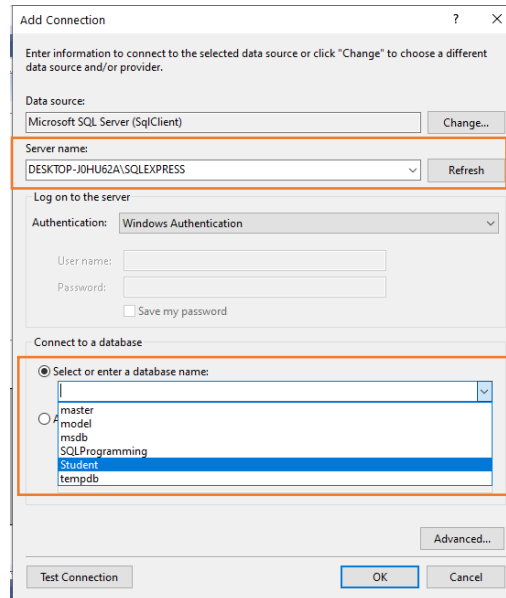 Add Connection
?
Enter information to connect to the selected data source or click "Change" to choose a different
data source and/or provider.
Data source:
Microsoft SQL Server (SqlClient)
Change...
Server name:
DESKTOP-J0HU62A\SQLEXPRESS
Refresh
Log on to the server
Authentication:
Windows Authentication
User name:
Password:
Save my password
Connect to a database
Select or enter a database name:
master
model
msdb
SQLProgramming
Student
tempdb
Advanced...
Test Connection
OK
Cancel